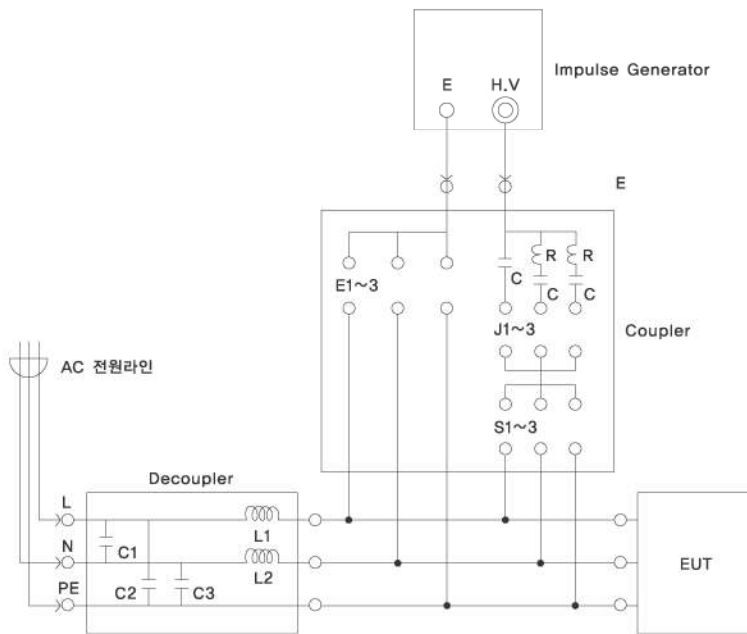 Impulse Generator
E H.V
E
R R
C
E1~3
C C
J1~3
Coupler
AC 전원라인
S1~3
Decoupler
L
L1
N
C1
EUT
L2
C2 C3
PE